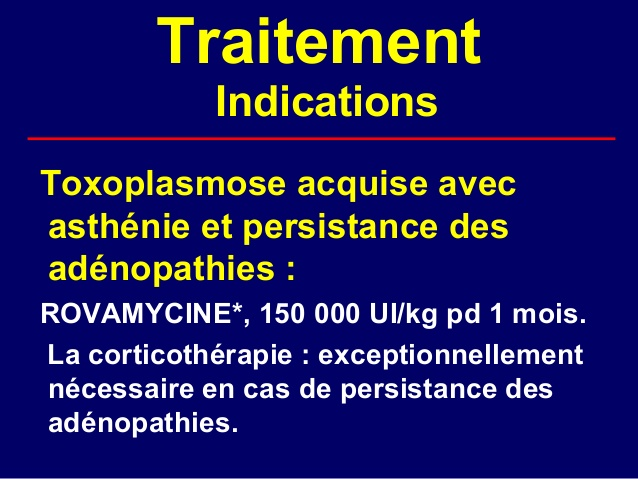 Traitement
Indications
Toxoplasmose acquise avec
asthénie et persistance des
adénopathies :
ROVAMYCINE*, 150 000 UI/kg pd 1 mois.
La corticothérapie : exceptionnellement
nécessaire en cas de persistance des
adénopathies.